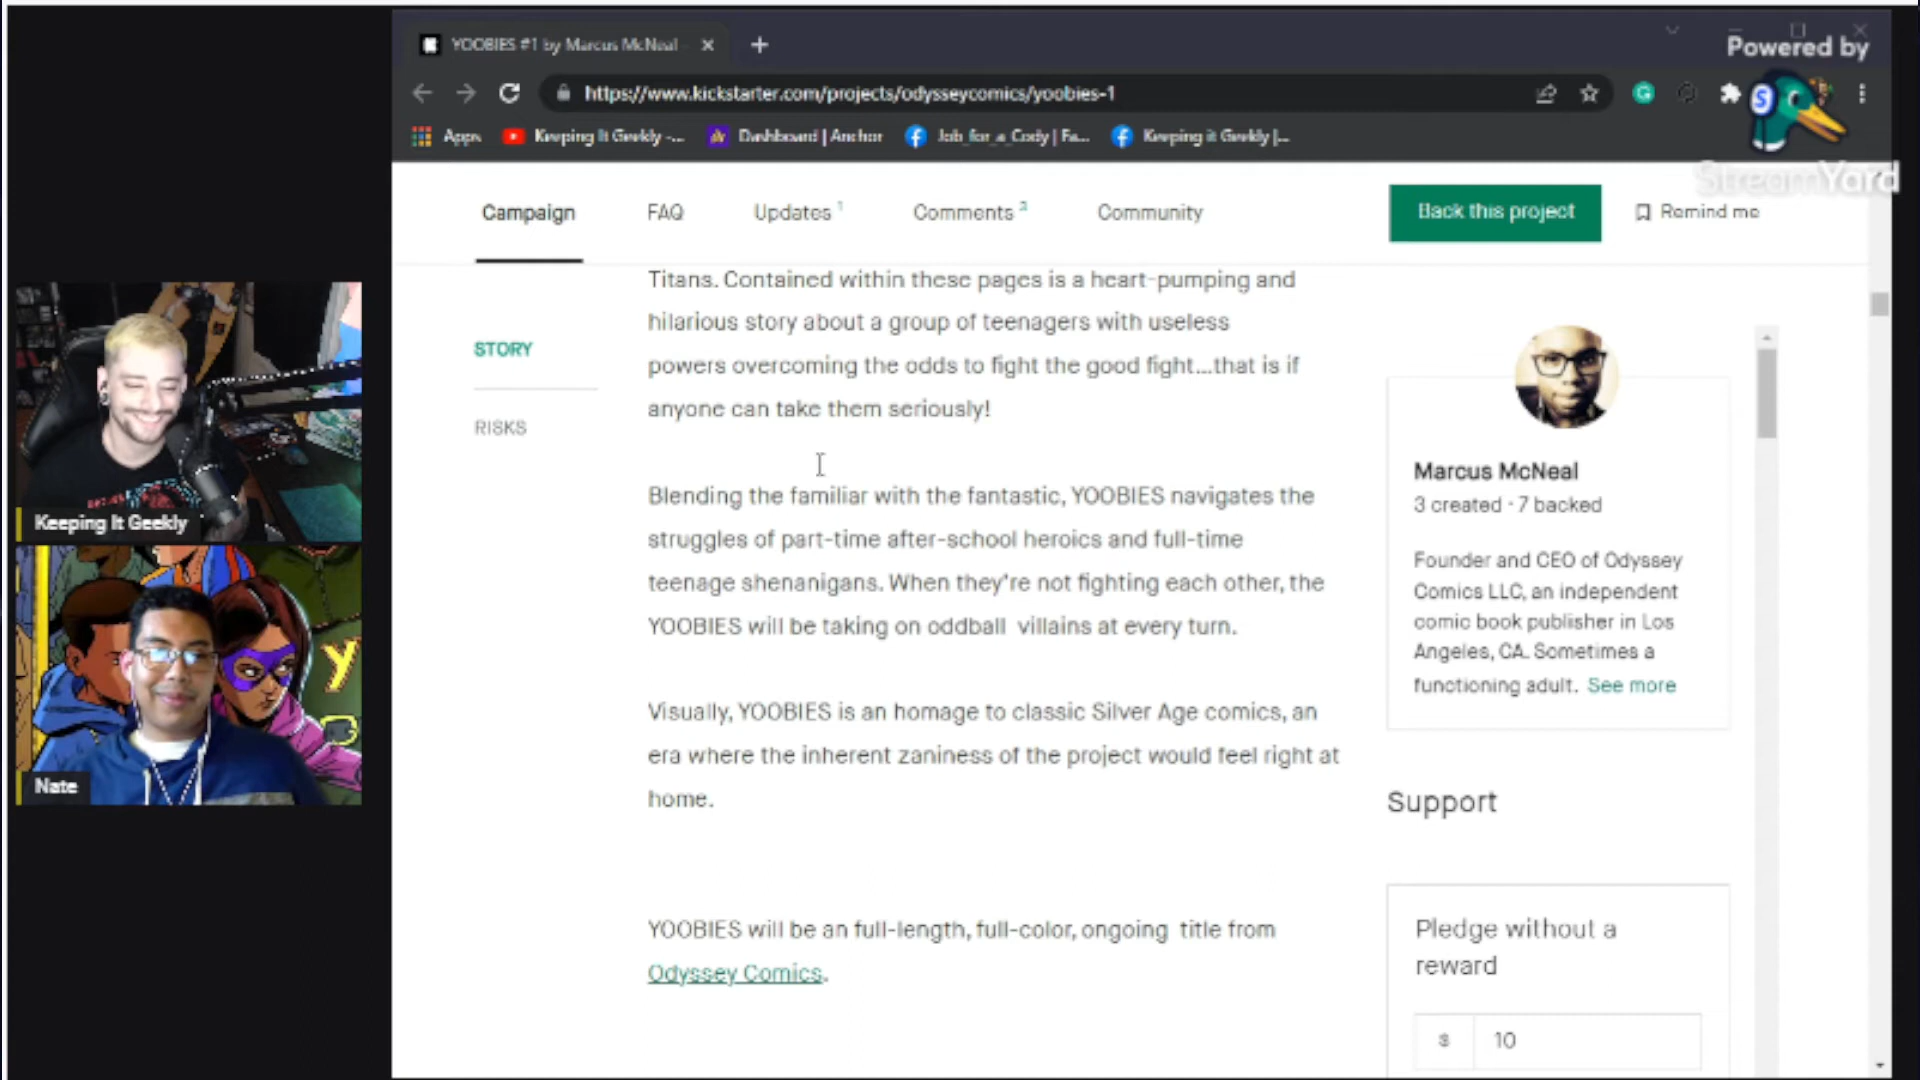 YOOBIES #1 by Marcus McNeal
Powered by
https://www.kickstarter.com/projects/odysseycomics/yoobies-1
Apps
Keeping It Geekly -...
Dashboard | Anchor
Job_for_a_Cody | Fa...
Keeping it Geekly |...
StreamYard
Campaign
FAQ
Updates 1
Comments 2
Community
Back this project
Remind me
Titans. Contained within these pages is a heart-pumping and
hilarious story about a group of teenagers with useless
powers overcoming the odds to fight the good fight...that is if
anyone can take them seriously!
STORY
RISKS
Blending the familiar with the fantastic, YOOBIES navigates the
struggles of part-time after-school heroics and full-time
teenage shenanigans. When they're not fighting each other, the
YOOBIES will be taking on oddball villains at every turn.
Visually, YOOBIES is an homage to classic Silver Age comics, an
era where the inherent zaniness of the project would feel right at
home.
YOOBIES will be an full-length, full-color, ongoing title from
Odyssey Comics.
Marcus McNeal
3 created · 7 backed
Founder and CEO of Odyssey
Comics LLC, an independent
comic book publisher in Los
Angeles, CA. Sometimes a
functioning adult. See more
Support
Pledge without a
reward
$ 10
Keeping It Geekly
Nate